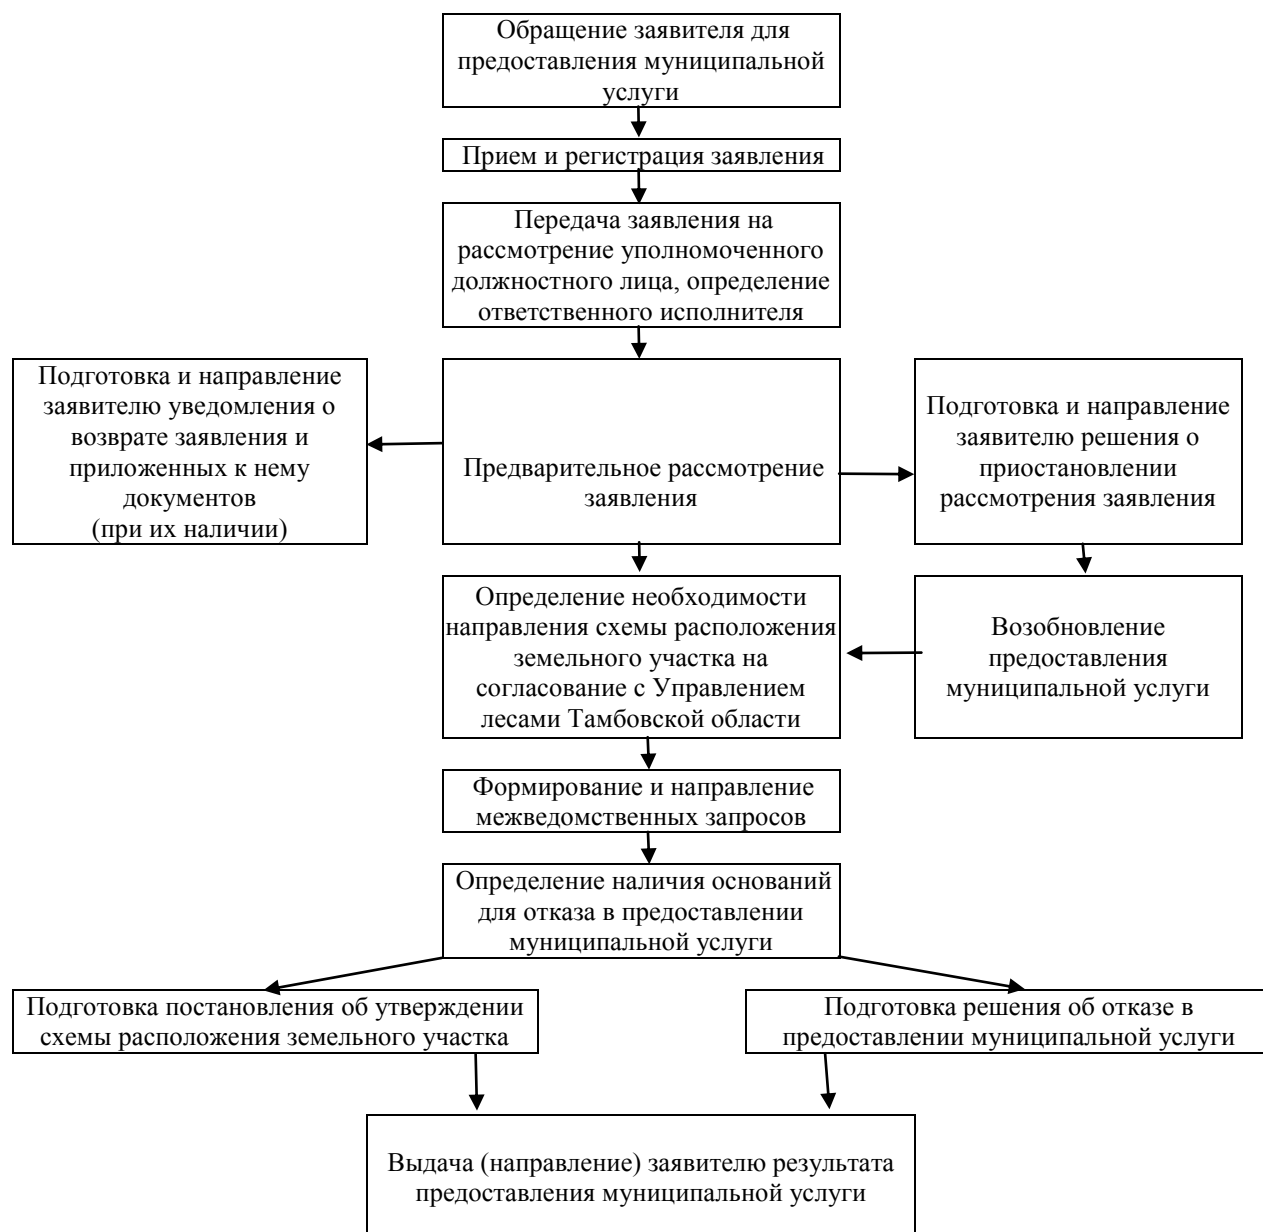 Обращение заявителя для
предоставления муниципальной
услуги
Прием и регистрация заявления
Передача заявления на
рассмотрение уполномоченного
должностного лица, определение
ответственного исполнителя
Подготовка и направление
заявителю уведомления о
возврате заявления и
приложенных к нему
документов
(при их наличии)
Предварительное рассмотрение
заявления
Подготовка и направление
заявителю решения о
приостановлении
рассмотрения заявления
Определение необходимости
направления схемы расположения
земельного участка на
согласование с Управлением
лесами Тамбовской области
Возобновление
предоставления
муниципальной услуги
Формирование и направление
межведомственных запросов
Определение наличия оснований
для отказа в предоставлении
муниципальной услуги
Подготовка постановления об утверждении
схемы расположения земельного участка
Подготовка решения об отказе в
предоставлении муниципальной услуги
Выдача (направление) заявителю результата
предоставления муниципальной услуги